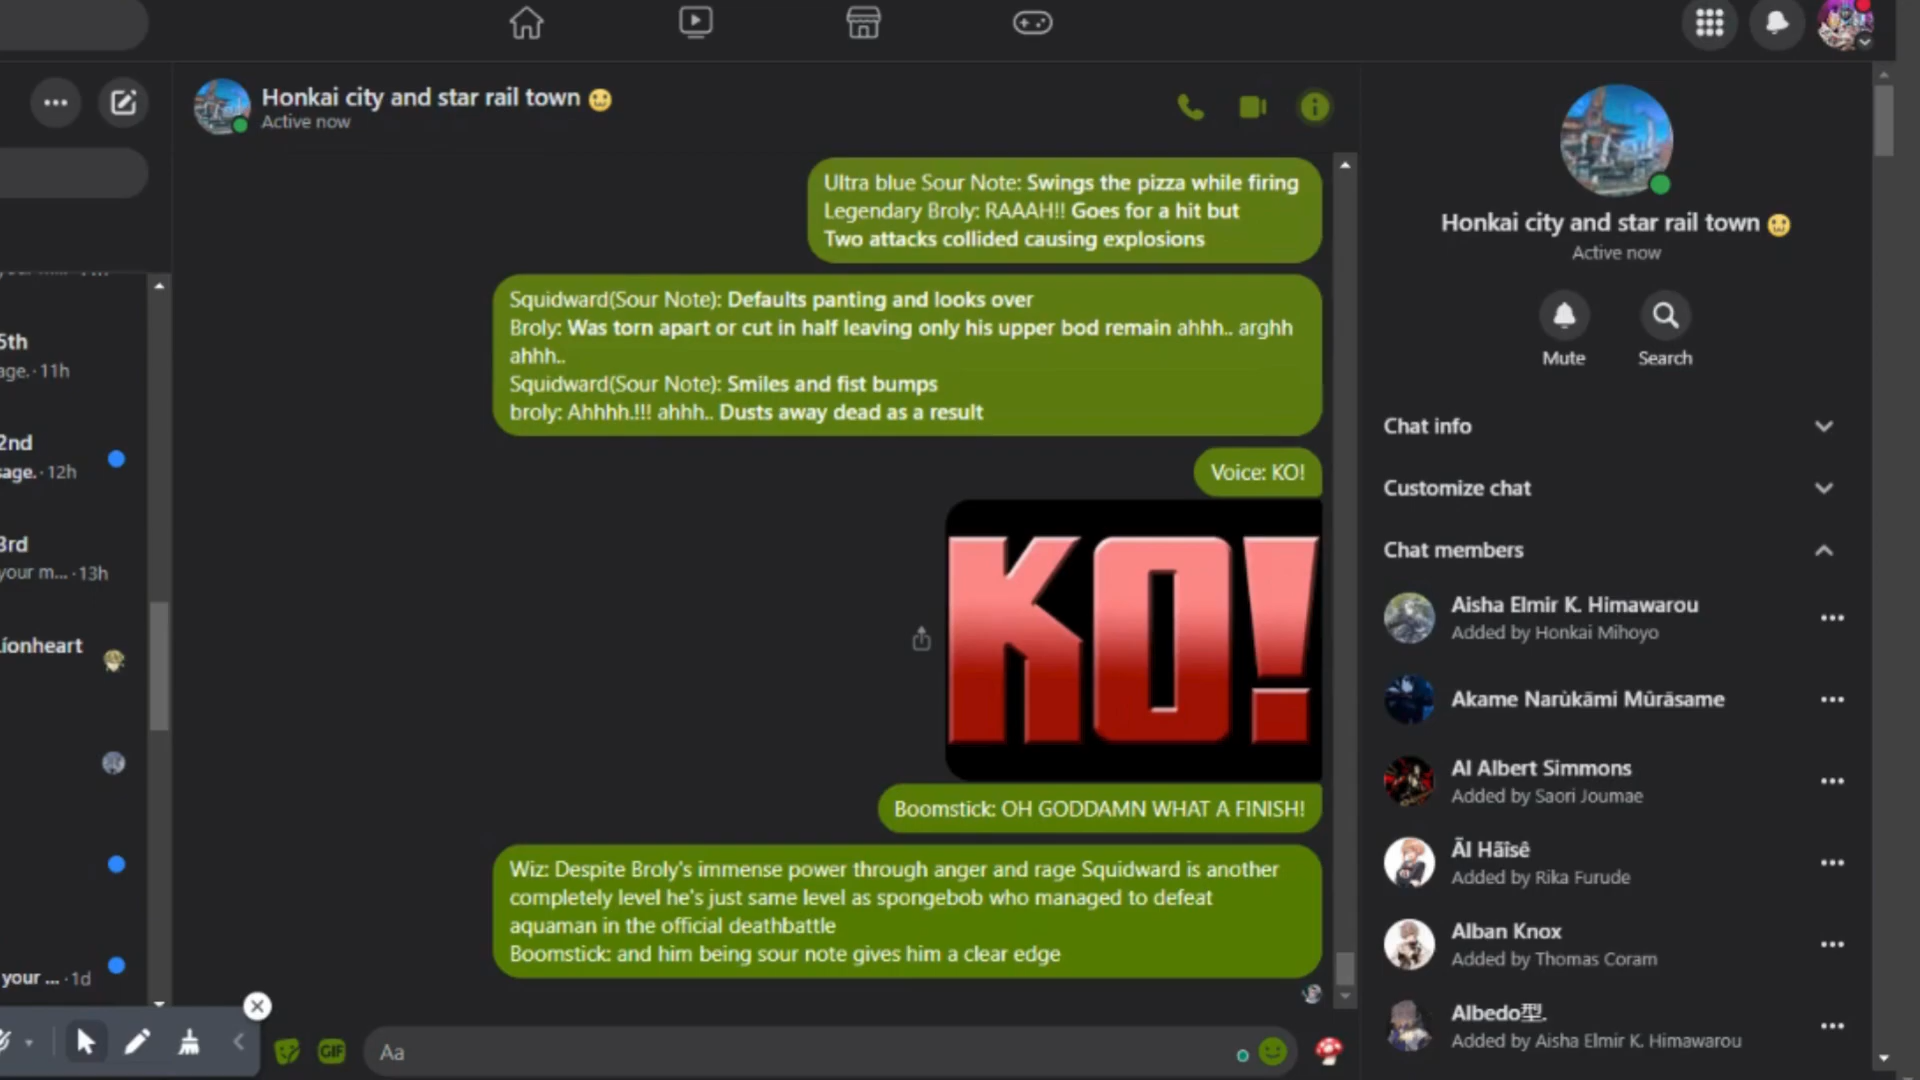 Honkai city and star rail town
Active now
Ultra blue Sour Note: Swings the pizza while firing
Legendary Broly: RAAAH!! Goes for a hit but
Two attacks collided causing explosions
Squidward(Sour Note): Defaults panting and looks over
Broly: Was torn apart or cut in half leaving only his upper bod remain ahhh.. arghh
ahhh..
Squidward(Sour Note): Smiles and fist bumps
broly: Ahhhh.!!! ahhh.. Dusts away dead as a result
Voice: KO!
KO!
Boomstick: OH GODDAMN WHAT A FINISH!
Wiz: Despite Broly's immense power through anger and rage Squidward is another
completely level he's just same level as spongebob who managed to defeat
aquaman in the official deathbattle
Boomstick: and him being sour note gives him a clear edge
GIF
Aa
5th
age. · 11h
2nd
sage. · 12h
3rd
your m... · 13h
ionheart
your ... · 1d
Honkai city and star rail town
Active now
Mute
Search
Chat info
Customize chat
Chat members
Aisha Elmir K. Himawarou
Added by Honkai Mihoyo
Akame Narùkāmi Mûrāsame
Al Albert Simmons
Added by Saori Joumae
Ãl Hãîsê
Added by Rika Furude
Alban Knox
Added by Thomas Coram
Albedo型.
Added by Aisha Elmir K. Himawarou